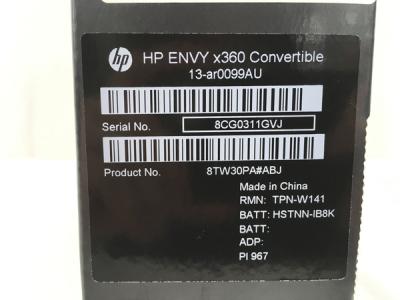 hp HP ENVY x360 Convertible
13-ar0099AU
Serial No. 8CG0311GVJ
Product No. 8TW30PA#ABJ
Made in China
RMN: TPN-W141
BATT: HSTNN-IB8K
BATT:
ADP:
PI 967